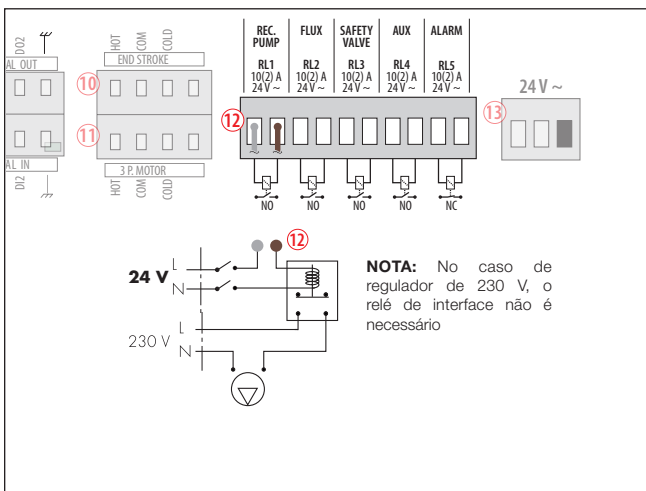 REC. PUMP
RL1
10(2) A
24 V ~
FLUX
RL2
10(2) A
24 V ~
SAFETY VALVE
RL3
10(2) A
24 V ~
AUX
RL4
10(2) A
24 V ~
ALARM
RL5
10(2) A
24 V ~
DO2
AL OUT
HOT
COM
COLD
END STROKE
10
11
3 P. MOTOR
HOT
COM
COLD
AL IN
DI2
12
~
~
NO
NO
NO
NO
NC
24 V ~
13
12
24 V
L
N
230 V
L
N
NOTA: No caso de
regulador de 230 V, o
relé de interface não é
necessário